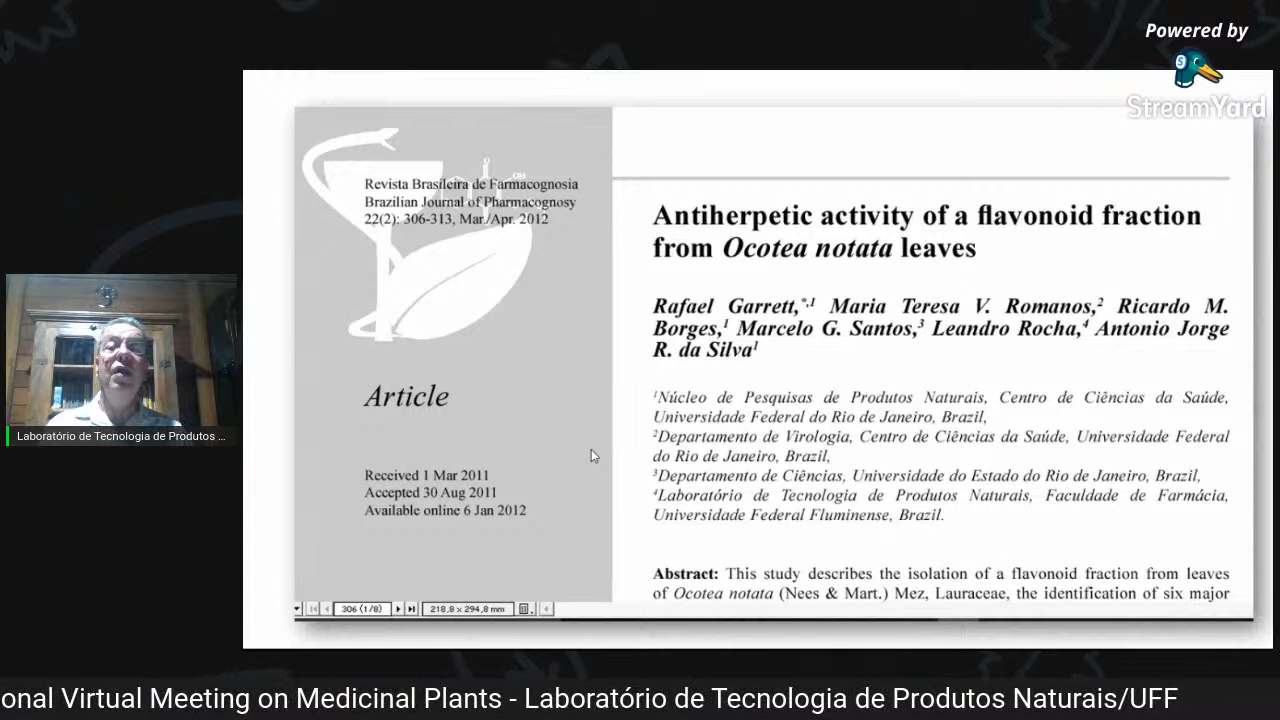 Powered by
StreamYard
Revista Brasileira de Farmacognosia
Brazilian Journal of Pharmacognosy
22(2): 306-313, Mar./Apr. 2012
Article
Received 1 Mar 2011
Accepted 30 Aug 2011
Available online 6 Jan 2012
Antiherpetic activity of a flavonoid fraction
from Ocotea notata leaves
Rafael Garrett,*,1 Maria Teresa V. Romanos,2 Ricardo M.
Borges,1 Marcelo G. Santos,3 Leandro Rocha,4 Antonio Jorge
R. da Silva1
1Núcleo de Pesquisas de Produtos Naturais, Centro de Ciências da Saúde,
Universidade Federal do Rio de Janeiro, Brazil,
2Departamento de Virologia, Centro de Ciências da Saúde, Universidade Federal
do Rio de Janeiro, Brazil,
3Departamento de Ciências, Universidade do Estado do Rio de Janeiro, Brazil,
4Laboratório de Tecnologia de Produtos Naturais, Faculdade de Farmácia,
Universidade Federal Fluminense, Brazil.
Abstract: This study describes the isolation of a flavonoid fraction from leaves
of Ocotea notata (Nees & Mart.) Mez, Lauraceae, the identification of six major
306 (1/8)
218,8 x 294,8 mm
Laboratório de Tecnologia de Produtos ...
onal Virtual Meeting on Medicinal Plants - Laboratório de Tecnologia de Produtos Naturais/UFF